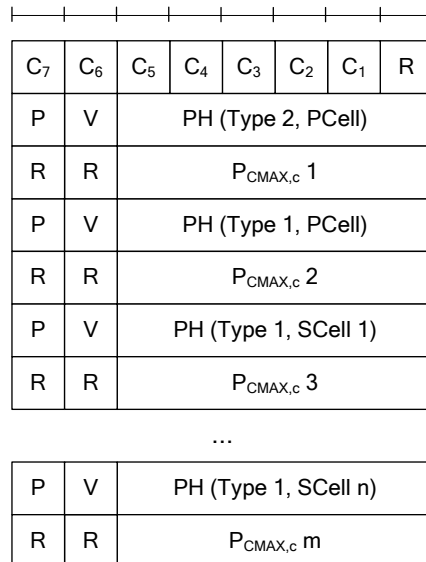 C7 C6 C5 C4 C3 C2 C1 R
P V PH (Type 2, PCell)
R R PCMAX,c 1
P V PH (Type 1, PCell)
R R PCMAX,c 2
P V PH (Type 1, SCell 1)
R R PCMAX,c 3
...
P V PH (Type 1, SCell n)
R R PCMAX,c m